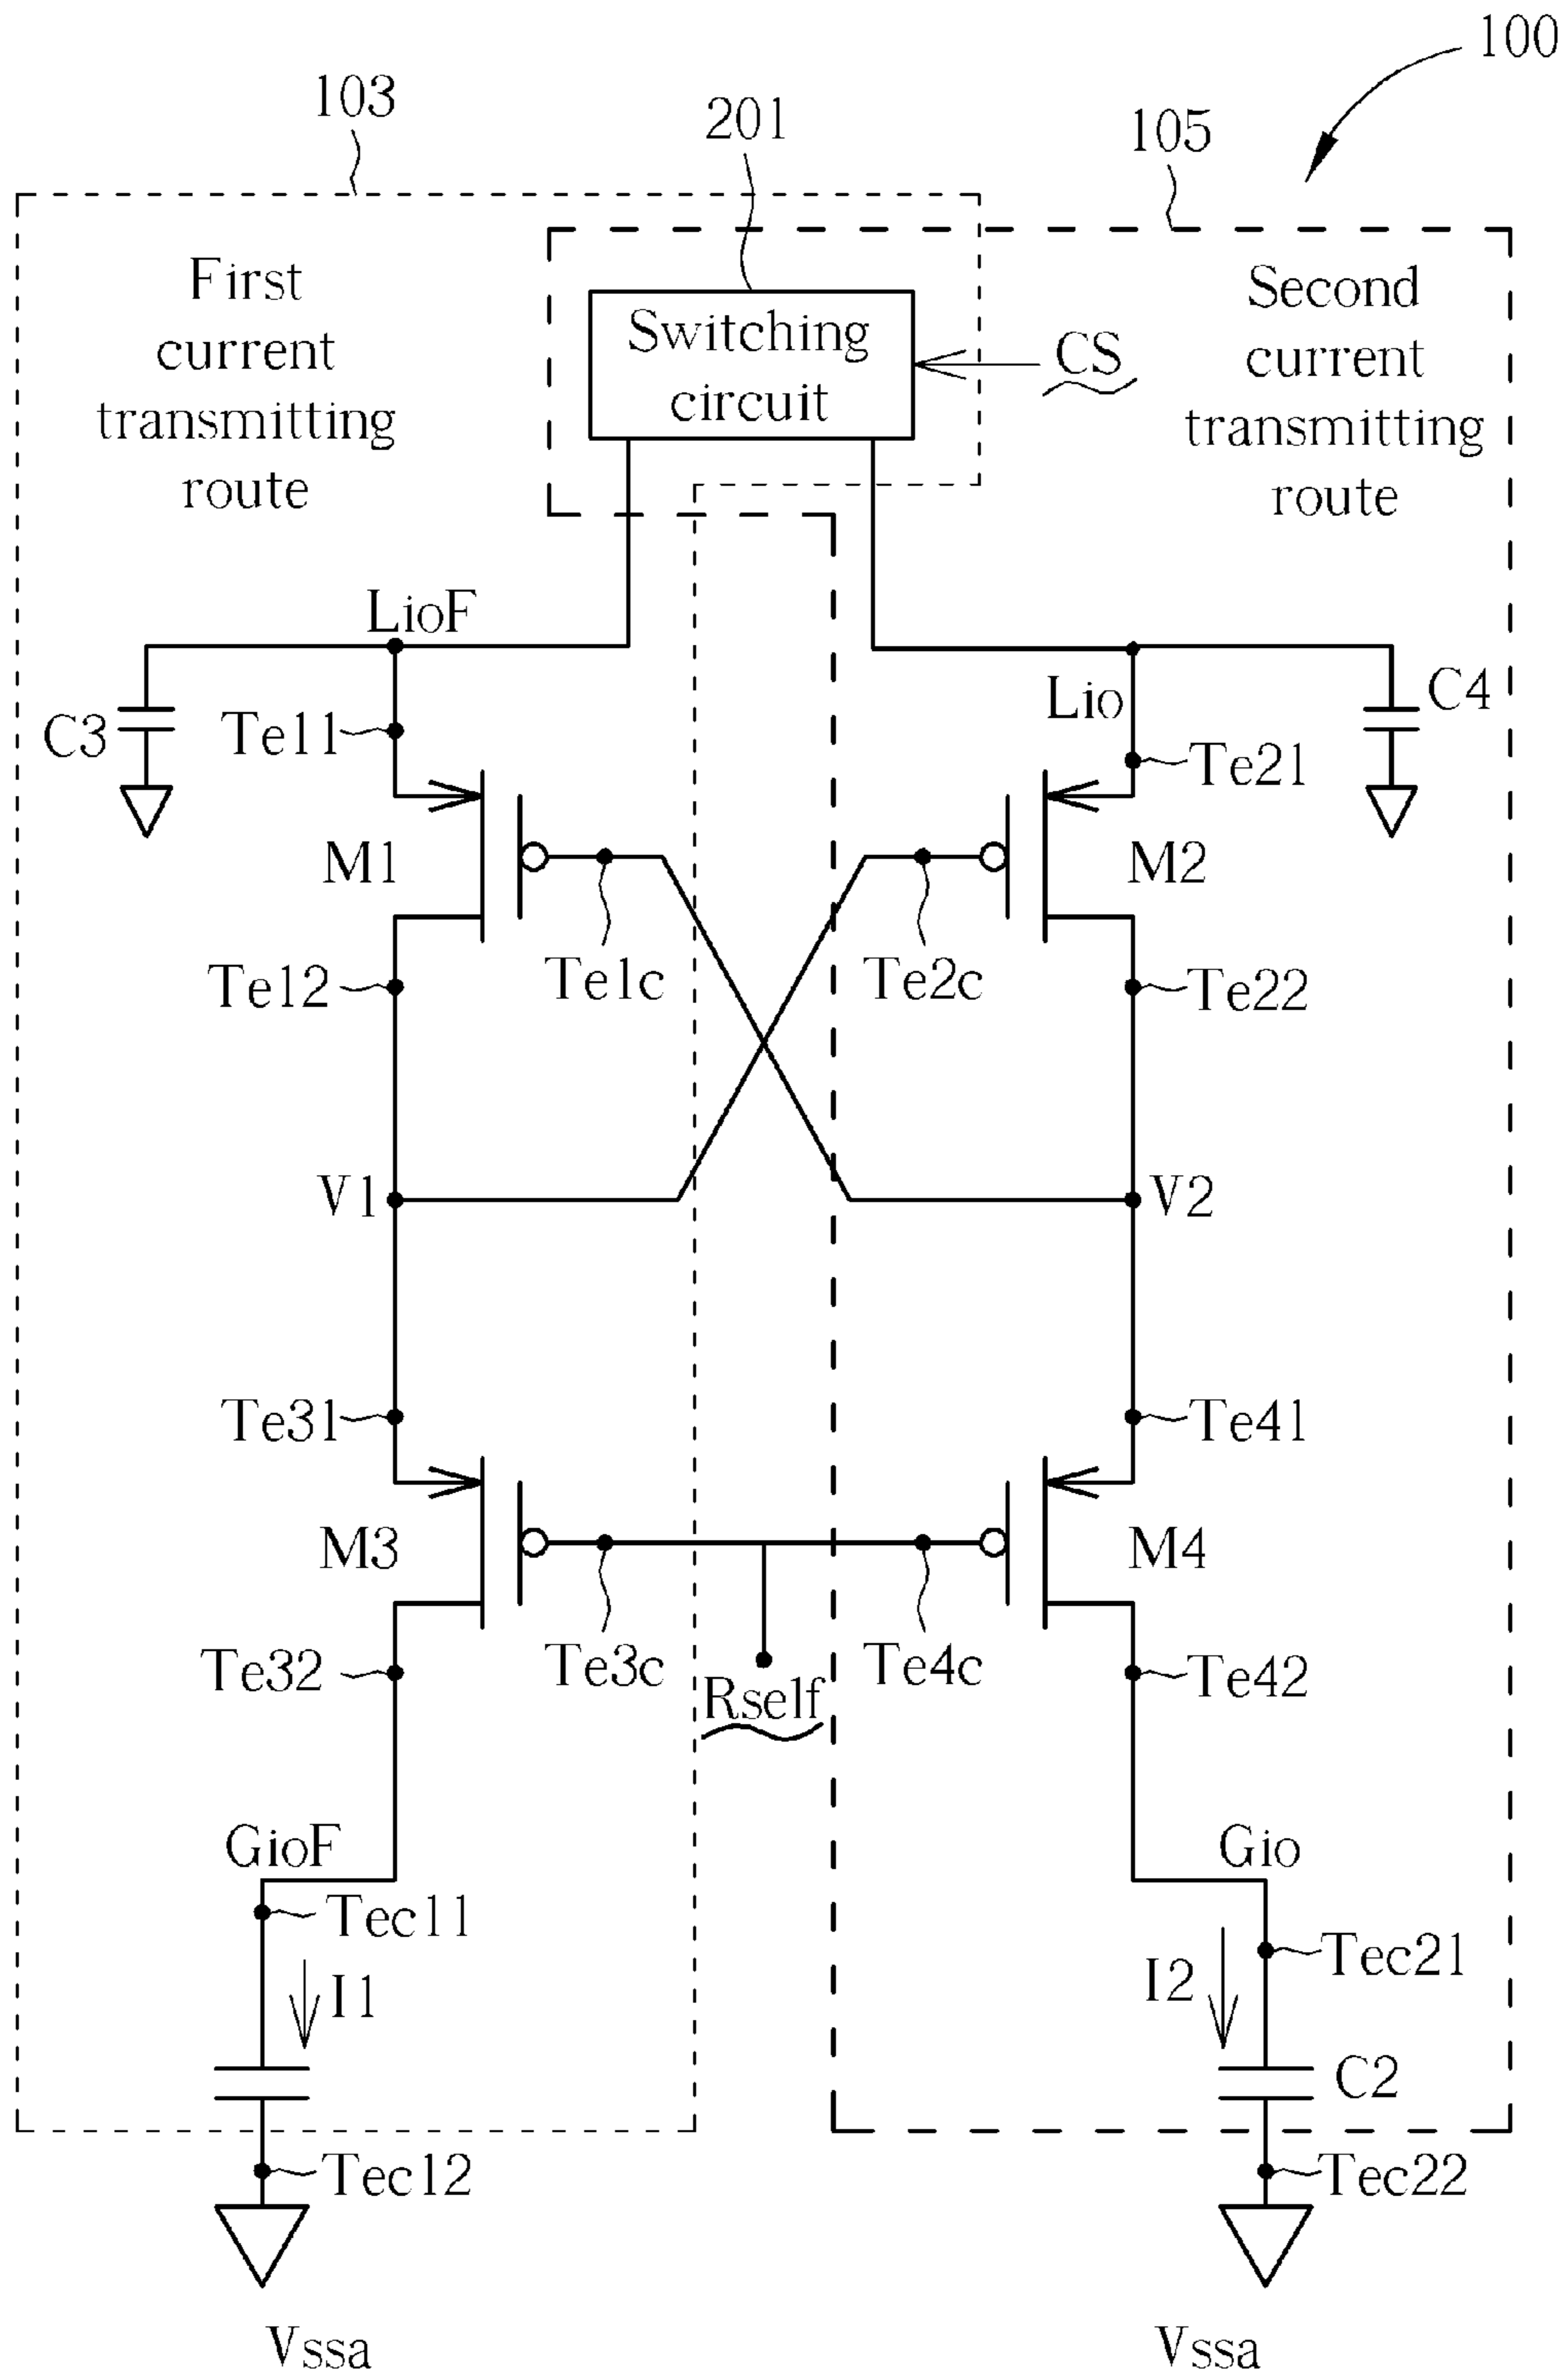 100
103
201
105
First
current
transmitting
route
Switching
circuit
CS
Second
current
transmitting
route
LioF
Lio
C3
C4
Te11
Te21
M1
M2
Te12
Te1c
Te2c
Te22
V1
V2
Te31
Te41
M3
M4
Te32
Te3c
Rself
Te4c
Te42
GioF
Gio
Tec11
Tec21
I1
I2
C2
Tec12
Tec22
Vssa
Vssa